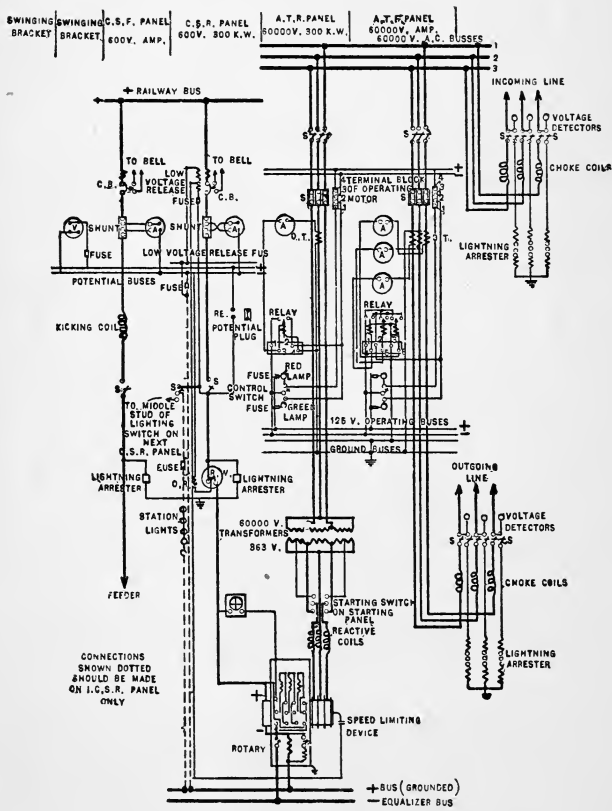 SWINGING BRACKET
SWINGING BRACKET
C.S.F. PANEL 600V. AMP.
C.S.R. PANEL 600V. 300 K.W.
A.T.R. PANEL 60000V. 300 K.W.
A.T.F. PANEL 60000V. AMP.
60000 V. A.C. BUSSES
1
2
3
INCOMING LINE
+ RAILWAY BUS
VOLTAGE DETECTORS
S
CHOKE COILS
TO BELL
LOW VOLTAGE RELEASE
TO BELL
C.B.
FUSE
C.B.
4 TERMINAL BLOCK
3 OF OPERATING
2 MOTOR
1
SHUNT
SHUNT
V
A
A
A
FUSE
LOW VOLTAGE RELEASE FUS
POTENTIAL BUSES
FUSE
LIGHTNING ARRESTER
RELAY
RELAY
KICKING COIL
RE.
POTENTIAL PLUG
FUSE
RED LAMP
CONTROL SWITCH
FUSE
GREEN LAMP
TO MIDDLE STUD OF LIGHTING SWITCH ON NEXT C.S.R. PANEL
125 V. OPERATING BUSES
GROUND BUSES
OUTGOING LINE
FUSE
LIGHTNING ARRESTER
LIGHTNING ARRESTER
STATION LIGHTS
60000 V.
TRANSFORMERS
363 V.
VOLTAGE DETECTORS
S
CHOKE COILS
FEEDER
STARTING SWITCH ON STARTING PANEL
REACTIVE COILS
LIGHTNING ARRESTER
CONNECTIONS SHOWN DOTTED SHOULD BE MADE ON I.C.S.R. PANEL ONLY
SPEED LIMITING DEVICE
ROTARY
+ BUS (GROUNDED)
− EQUALIZER BUS